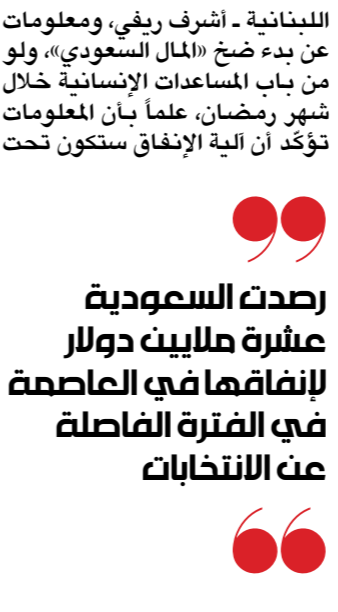 اللبنانية ـ أشرف ريفي، ومعلومات
عن بدء ضخ «المال السعودي»، ولو
من باب المساعدات الإنسانية خلال
شهر رمضان، علماً بأن المعلومات
تؤكّد أن آلية الإنفاق ستكون تحت
رصدت السعودية
عشرة ملايين دولار
لإنفاقها في العاصمة
في الفترة الفاصلة
عن الانتخابات